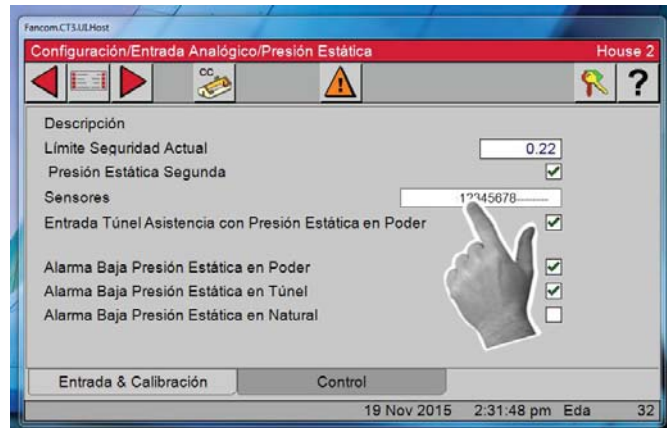 Fancom.CT3.UI.Host
Configuración/Entrada Analógico/Presión Estática House 2
CC
?
Descripción
Límite Seguridad Actual 0.22
Presión Estática Segunda
Sensores 12345678--------
Entrada Túnel Asistencia con Presión Estática en Poder
Alarma Baja Presión Estática en Poder
Alarma Baja Presión Estática en Túnel
Alarma Baja Presión Estática en Natural
Entrada & Calibración Control
19 Nov 2015 2:31:48 pm Eda 32